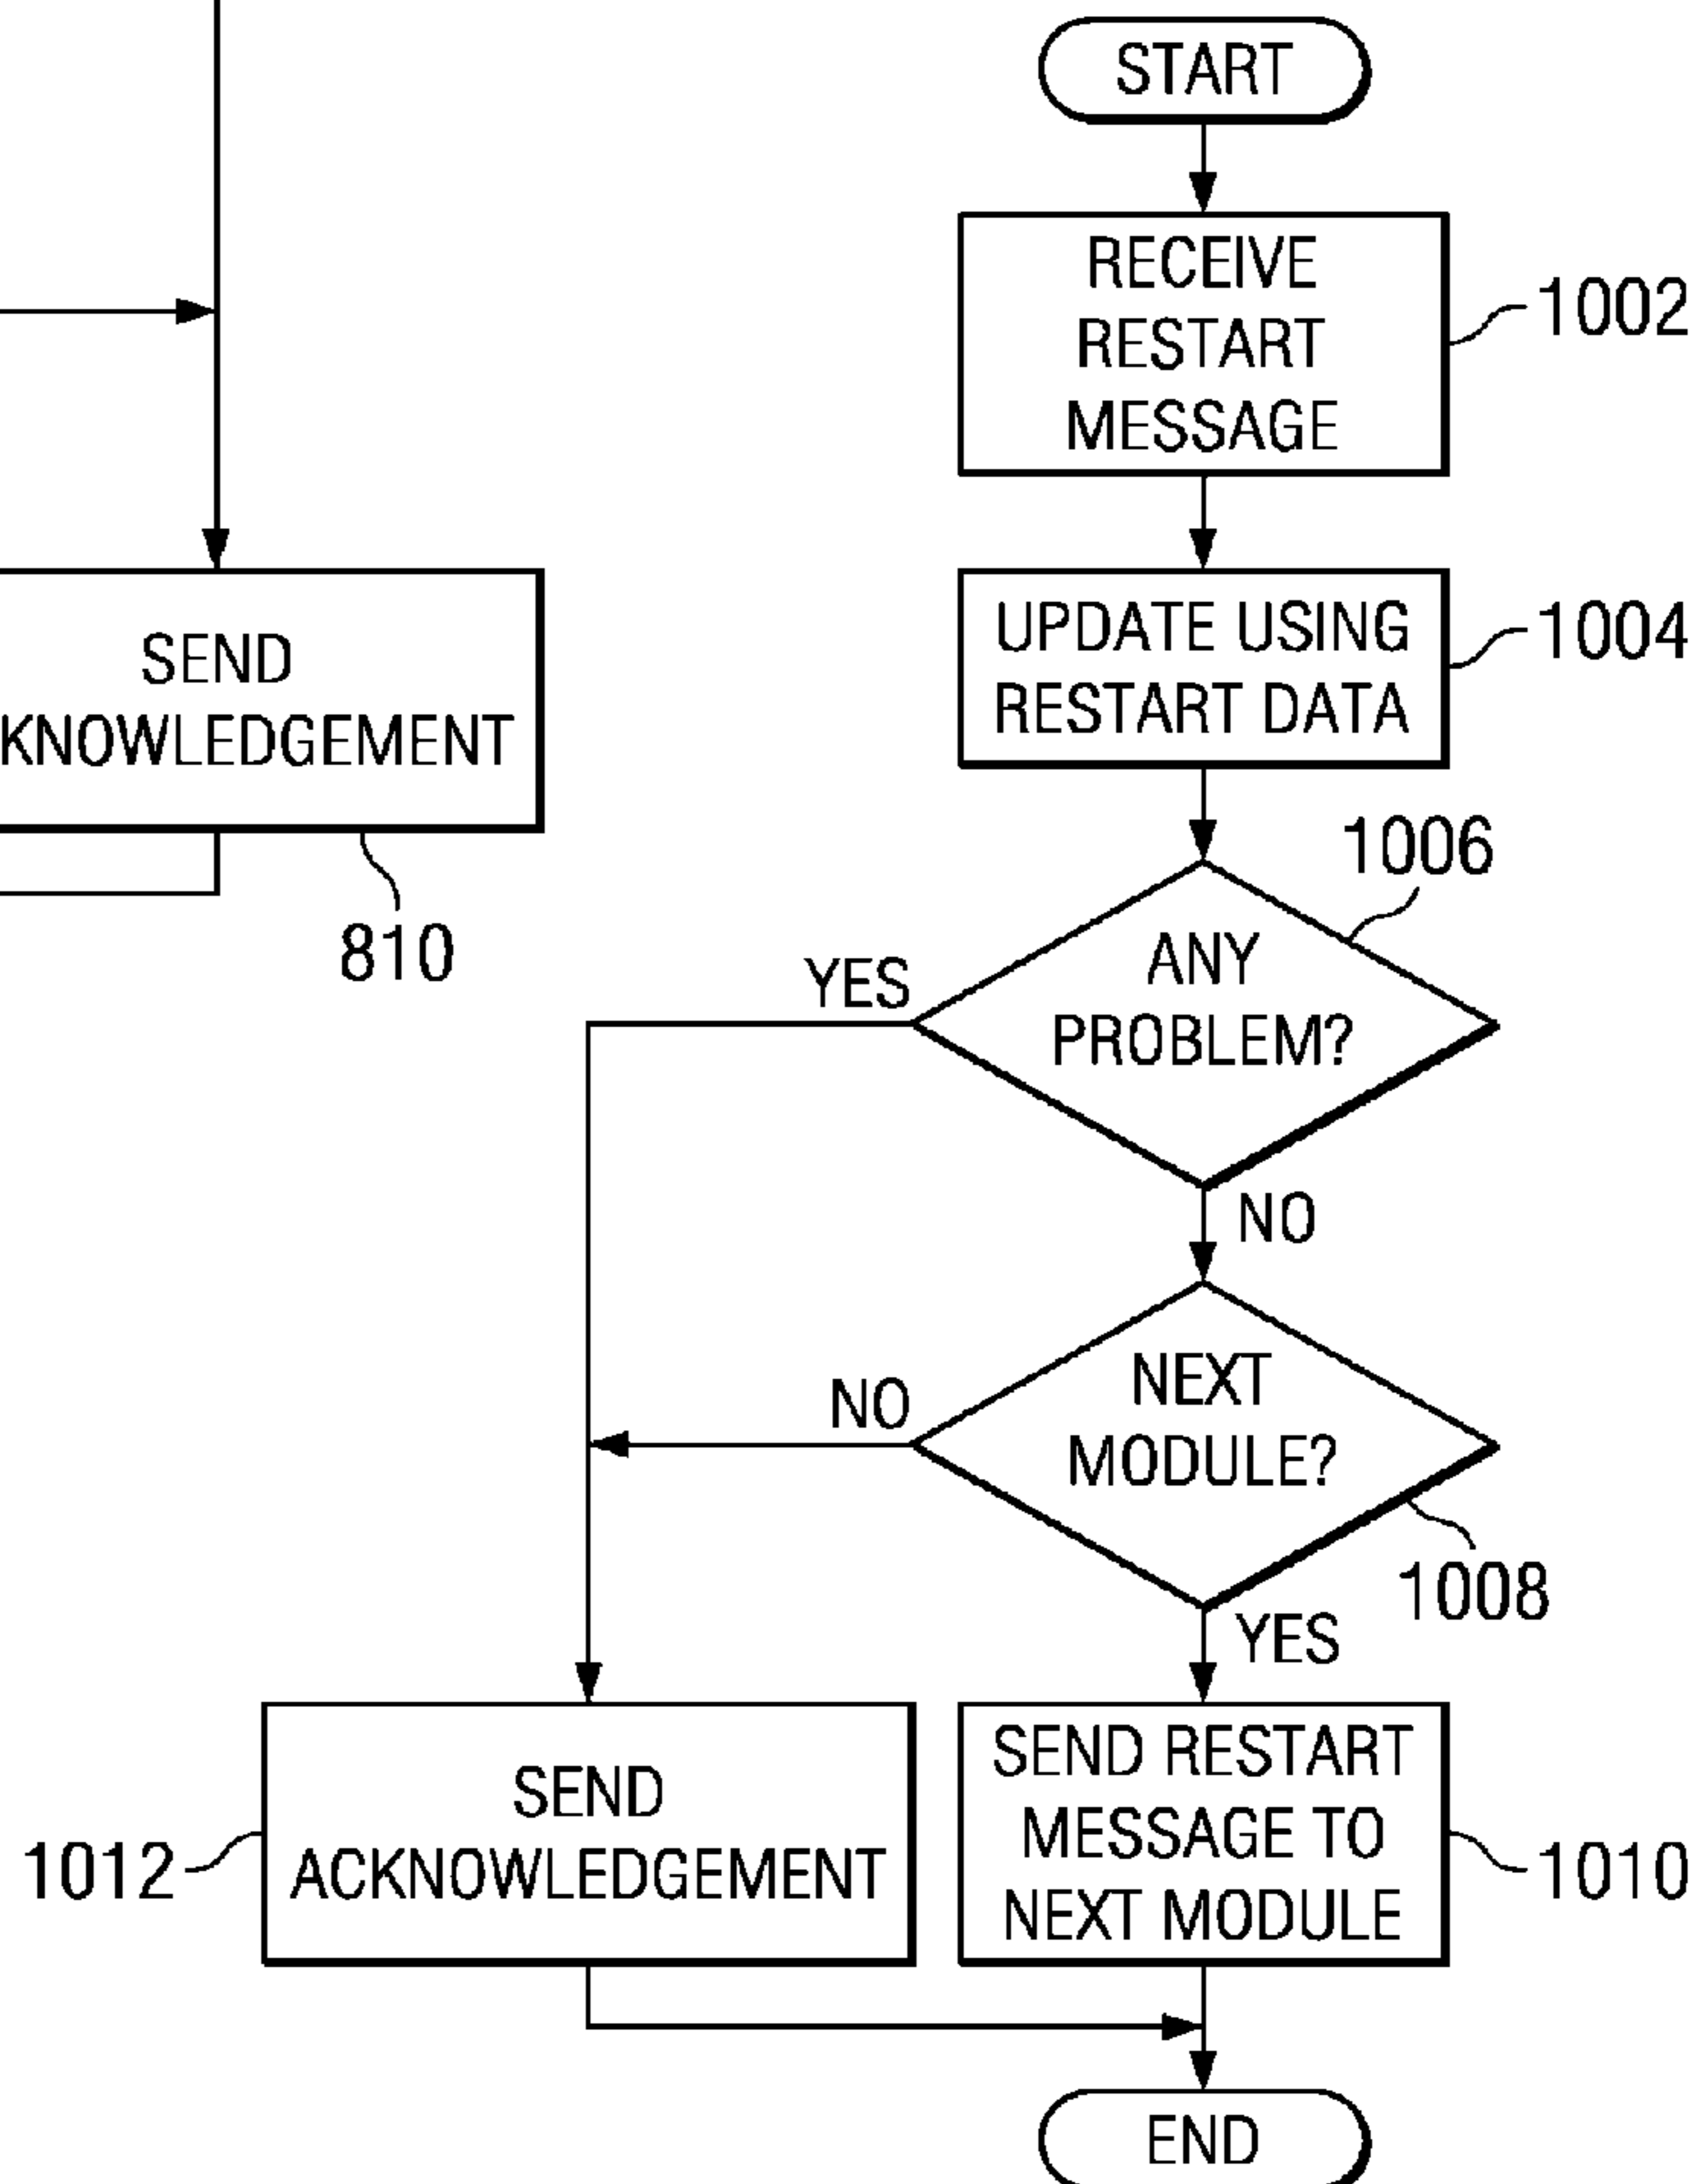 START
RECEIVE
RESTART
MESSAGE
1002
UPDATE USING
RESTART DATA
1004
SEND
KNOWLEDGEMENT
810
1006
ANY
PROBLEM?
YES
NO
NEXT
MODULE?
NO
1008
YES
SEND RESTART
MESSAGE TO
NEXT MODULE
1010
SEND
ACKNOWLEDGEMENT
1012
END